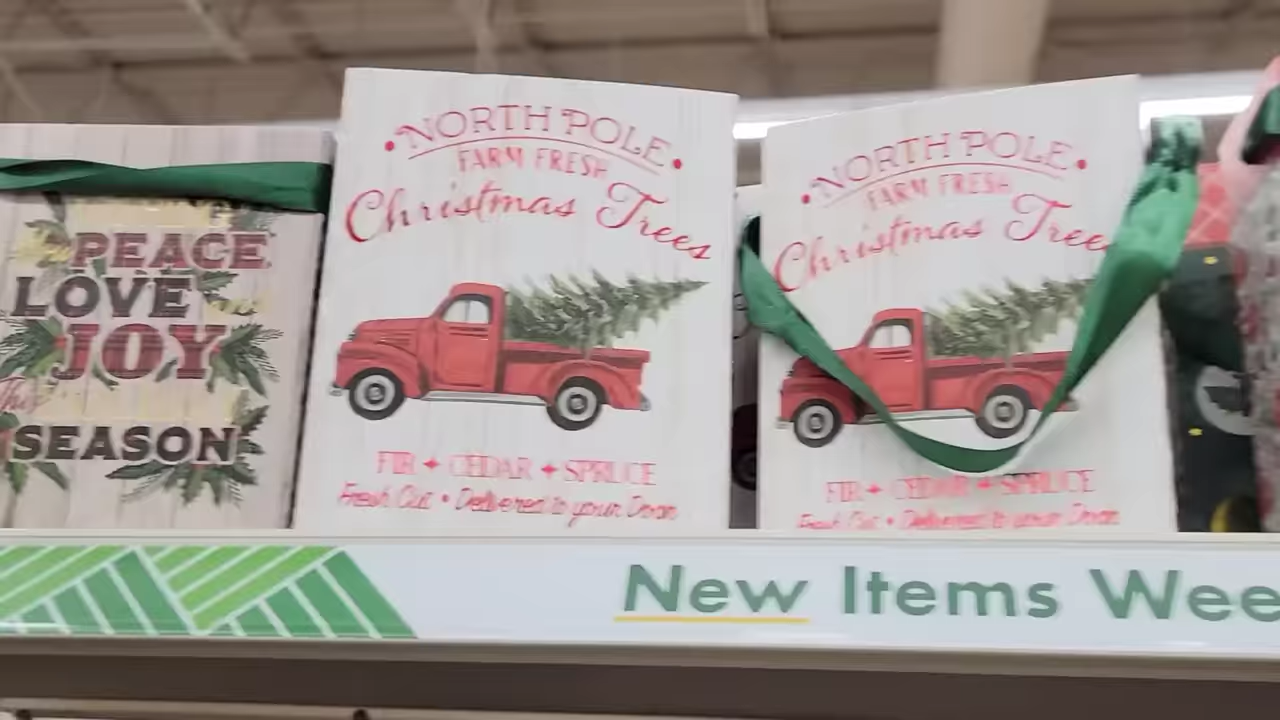 PEACE
LOVE
JOY
This
SEASON
NORTH POLE
FARM FRESH
Christmas Trees
FIR ✦ CEDAR ✦ SPRUCE
Fresh Cut • Delivered to your Door
NORTH POLE
FARM FRESH
Christmas Trees
FIR ✦ CEDAR ✦ SPRUCE
Fresh Cut • Delivered to your Door
New Items Wee